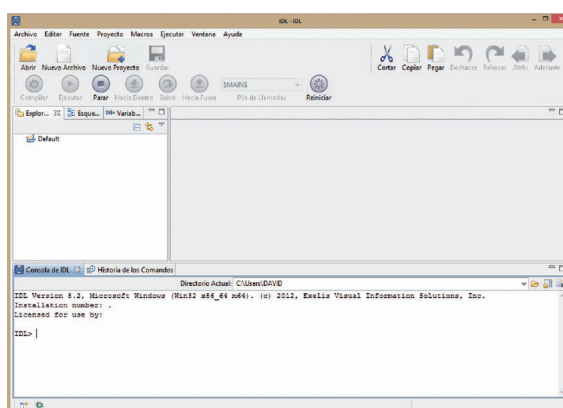 IDL - IDL
Archivo Editar Fuente Proyecto Macros Ejecutar Ventana Ayuda
Abrir Nuevo Archivo Nuevo Proyecto Guardar Cortar Copiar Pegar Deshacer Rehacer Atrás Adelante
Compilar Ejecutar Parar Hacia Dentro Sobre Hacia Fuera Pila de Llamadas Reiniciar
$MAIN$
Explor... Esque... Variab...
Default
Consola de IDL Historia de los Comandos
Directorio Actual: C:\Users\DAVID
IDL Version 8.2, Microsoft Windows (Win32 x86_64 m64). (c) 2012, Exelis Visual Information Solutions, Inc.
Installation number: .
Licensed for use by:
IDL>